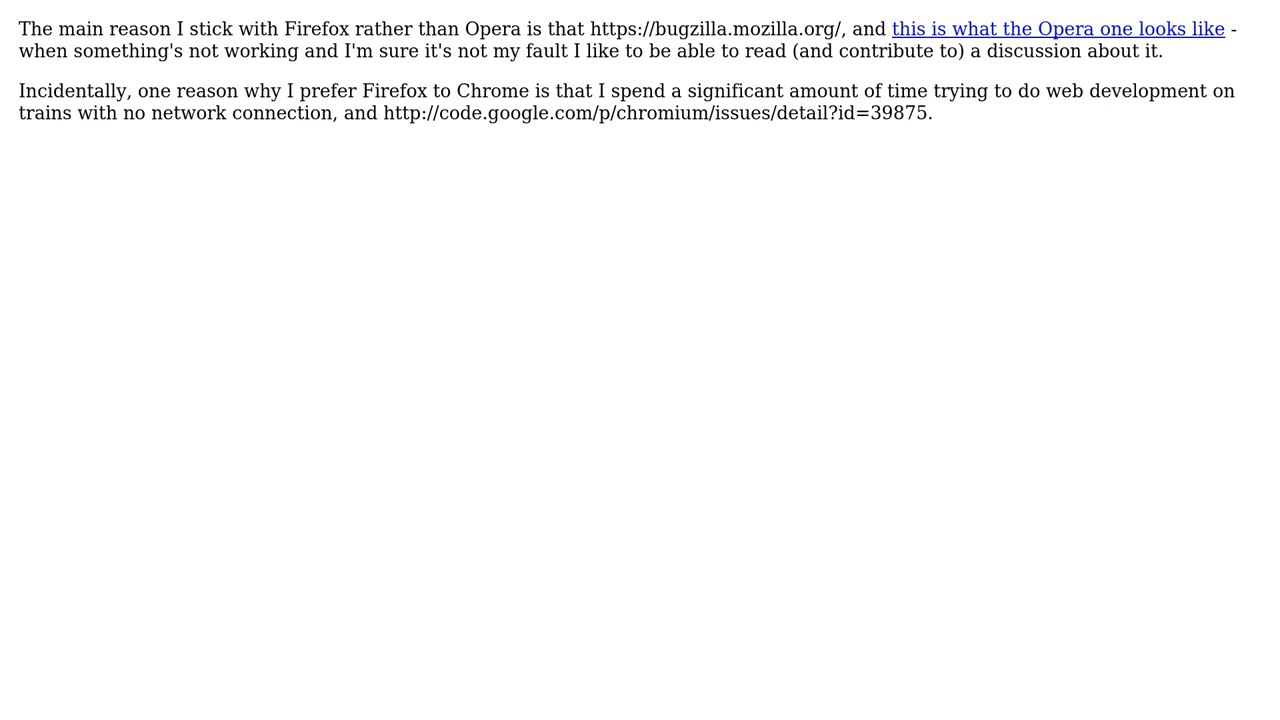 The main reason I stick with Firefox rather than Opera is that https://bugzilla.mozilla.org/, and this is what the Opera one looks like -
when something's not working and I'm sure it's not my fault I like to be able to read (and contribute to) a discussion about it.
Incidentally, one reason why I prefer Firefox to Chrome is that I spend a significant amount of time trying to do web development on
trains with no network connection, and http://code.google.com/p/chromium/issues/detail?id=39875.